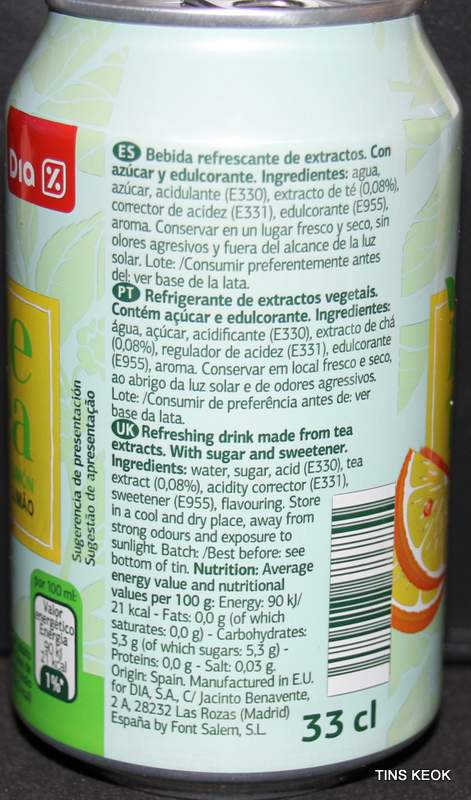 Dia %
ES Bebida refrescante de extractos. Con
azúcar y edulcorante. Ingredientes: agua,
azúcar, acidulante (E330), extracto de té (0,08%),
corrector de acidez (E331), edulcorante (E955),
aroma. Conservar en un lugar fresco y seco, sin
olores agresivos y fuera del alcance de la luz
solar. Lote: /Consumir preferentemente antes
del: ver base de la lata.
PT Refrigerante de extractos vegetais.
Contém açúcar e edulcorante. Ingredientes:
água, açúcar, acidificante (E330), extracto de chá
(0,08%), regulador de acidez (E331), edulcorante
(E955), aroma. Conservar em local fresco e seco,
ao abrigo da luz solar e de odores agressivos.
Lote: /Consumir de preferência antes de: ver
base da lata.
UK Refreshing drink made from tea
extracts. With sugar and sweetener.
Ingredients: water, sugar, acid (E330), tea
extract (0,08%), acidity corrector (E331),
sweetener (E955), flavouring. Store
in a cool and dry place, away from
strong odours and exposure to
sunlight. Batch: /Best before: see
bottom of tin. Nutrition: Average
energy value and nutritional
values per 100 g: Energy: 90 kJ/
21 kcal - Fats: 0,0 g (of which
saturates: 0,0 g) - Carbohydrates:
5,3 g (of which sugars: 5,3 g) -
Proteins: 0,0 g - Salt: 0,03 g.
Origin: Spain. Manufactured in E.U.
for DIA, S.A., C/ Jacinto Benavente,
2 A, 28232 Las Rozas (Madrid)
España by Font Salem, S.L.
33 cl
Sugerencia de presentación
Sugestão de apresentação
e
a
por 100 ml:
Valor
energético
Energia
90 kJ
21 kcal
1%*
TINS KEOK